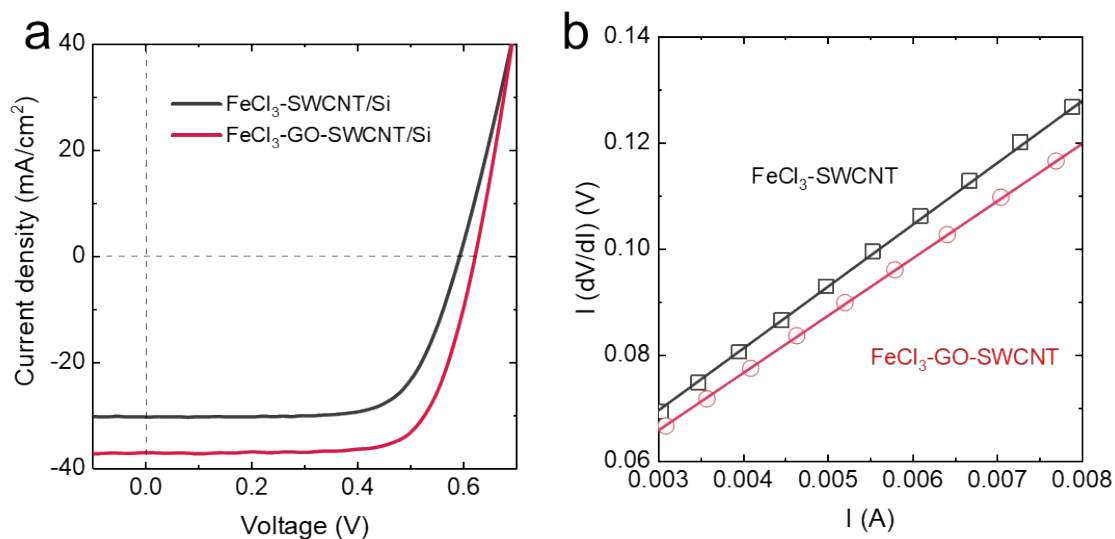 a
40
20
0
-20
-40
0.0
0.2
0.4
0.6
Current density (mA/cm²)
Voltage (V)
FeCl₃-SWCNT/Si
FeCl₃-GO-SWCNT/Si
b
0.14
0.12
0.10
0.08
0.06
0.003
0.004
0.005
0.006
0.007
0.008
I (dV/dI) (V)
I (A)
FeCl₃-SWCNT
FeCl₃-GO-SWCNT